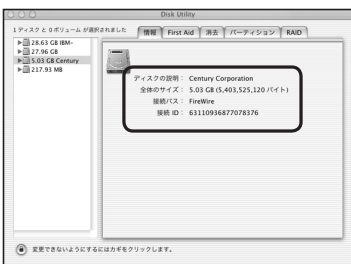 Disk Utility
1 ディスク と 0 ボリューム が選択されました
情報 First Aid 消去 パーティション RAID
28.63 GB IBM-
27.96 GB
5.03 GB Century
217.93 MB
ディスクの説明： Century Corporation
全体のサイズ： 5.03 GB (5,403,525,120 バイト)
接続バス： FireWire
接続 ID： 63110936877078376
変更できないようにするにはカギをクリックします。